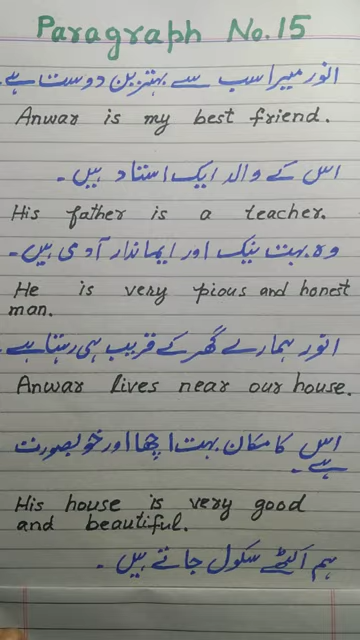 Paragraph No.15
انور میرا سب سے بہترین دوست ہے۔
Anwar is my best friend.
اس کے والد ایک استاد ہیں۔
His father is a teacher.
وہ بہت نیک اور ایماندار آدمی ہیں۔
He is very pious and honest
man.
انور ہمارے گھر کے قریب ہی رہتا ہے۔
Anwar lives near our house.
اس کا مکان بہت اچھا اور خوبصورت
ہے۔
His house is very good
and beautiful.
ہم اکٹھے سکول جاتے ہیں۔